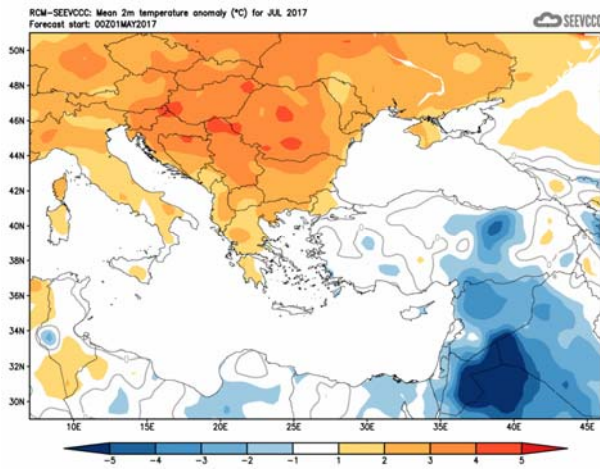 RCM-SEEVCCC: Mean 2m temperature anomaly (°C) for JUL 2017
Forecast start: 00Z01MAY2017
SEEVCCC
50N
48N
46N
44N
42N
40N
38N
36N
34N
32N
30N
10E 15E 20E 25E 30E 35E 40E 45E
-5 -4 -3 -2 -1 1 2 3 4 5